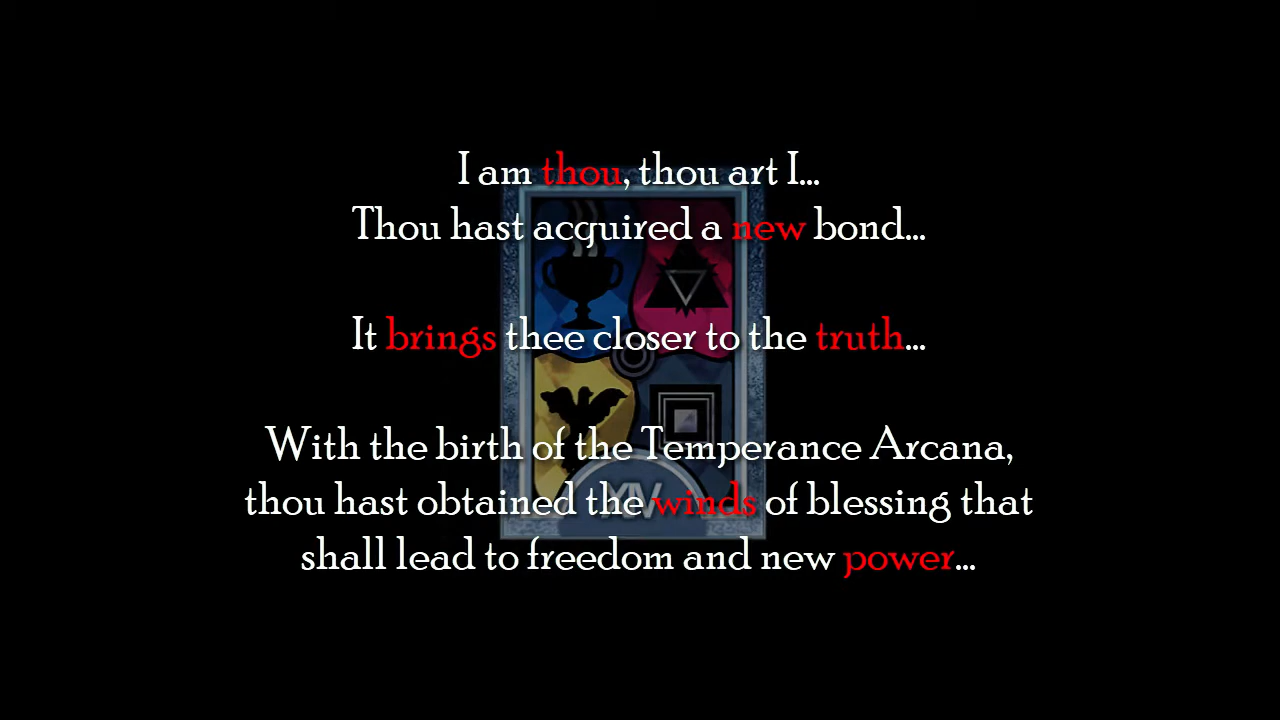 I am thou, thou art I...
Thou hast acquired a new bond...
It brings thee closer to the truth...
With the birth of the Temperance Arcana,
thou hast obtained the winds of blessing that
shall lead to freedom and new power...
XIV